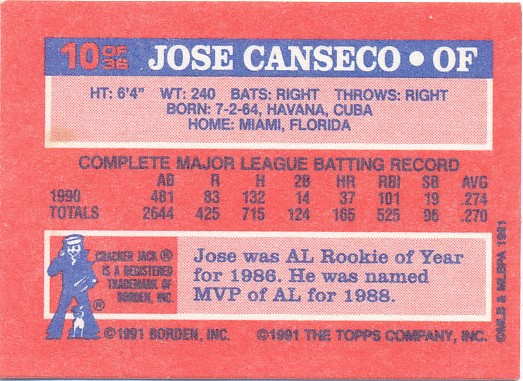 10 OF 36 JOSE CANSECO • OF
HT: 6'4" WT: 240 BATS: RIGHT THROWS: RIGHT
BORN: 7-2-64, HAVANA, CUBA
HOME: MIAMI, FLORIDA
COMPLETE MAJOR LEAGUE BATTING RECORD
AB R H 2B HR RBI SB AVG
1990 481 83 132 14 37 101 19 .274
TOTALS 2644 425 715 124 165 525 96 .270
CRACKER JACK ®
IS A REGISTERED
TRADEMARK OF
BORDEN, INC.
®
Jose was AL Rookie of Year
for 1986. He was named
MVP of AL for 1988.
©1991 BORDEN, INC. ©1991 THE TOPPS COMPANY, INC.
©MLB & MLBPA 1991